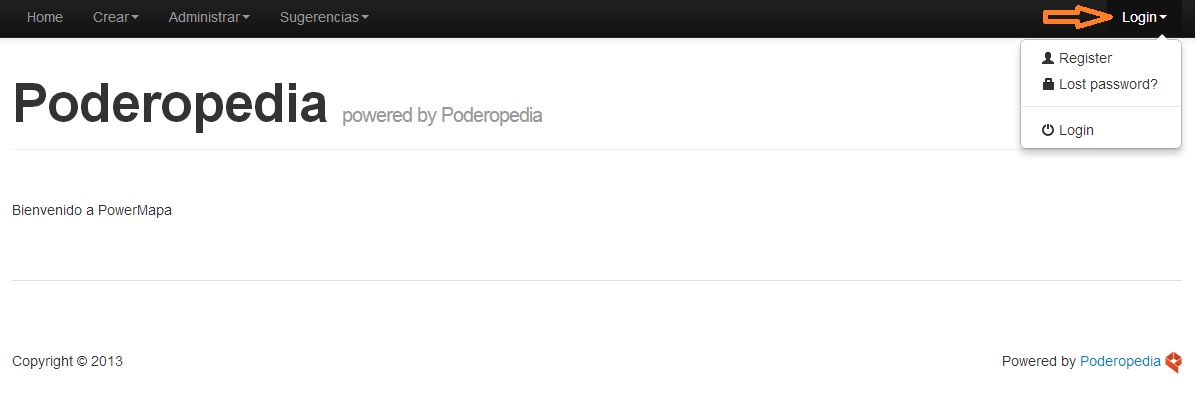 Home Crear Administrar Sugerencias Login
Register
Lost password?
Login
Poderopedia powered by Poderopedia
Bienvenido a PowerMapa
Copyright © 2013 Powered by Poderopedia